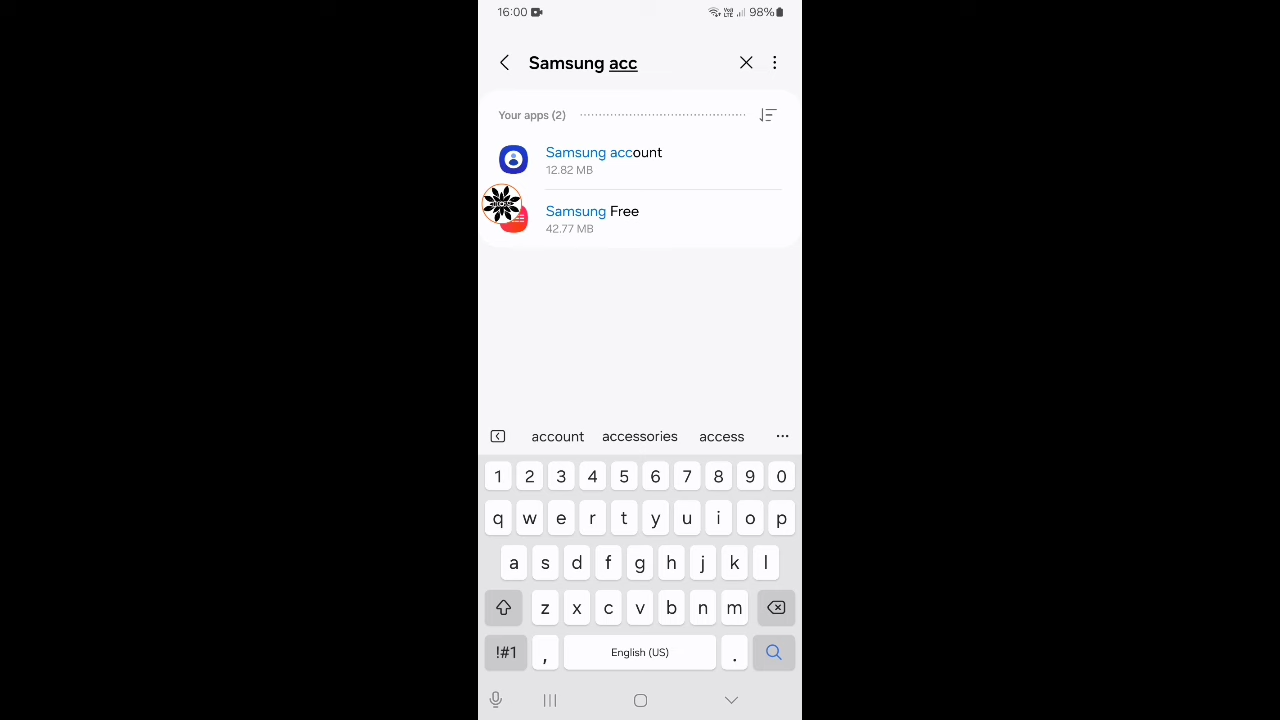 16:00 98%
Samsung acc
Your apps (2)
Samsung account
12.82 MB
Samsung Free
42.77 MB
account accessories access ...
1 2 3 4 5 6 7 8 9 0
q w e r t y u i o p
a s d f g h j k l
z x c v b n m
!#1 , English (US) .